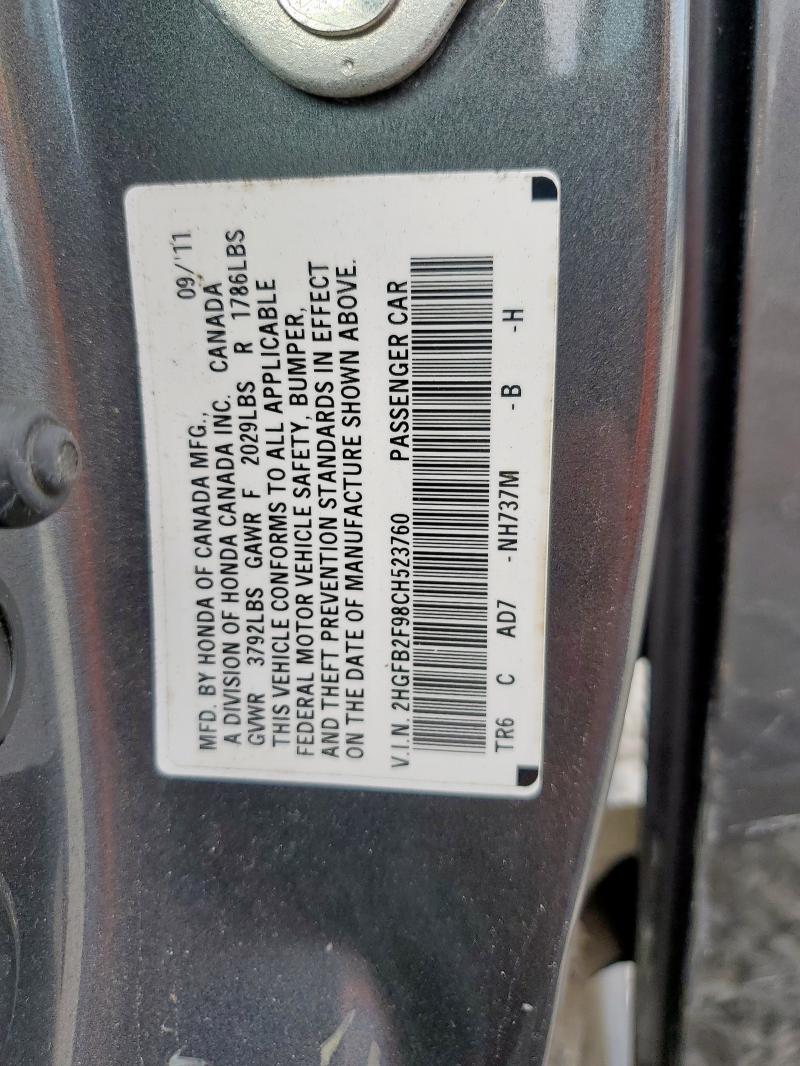 09/'11
MFD. BY HONDA OF CANADA MFG.,
A DIVISION OF HONDA CANADA INC. CANADA
GVWR 3792LBS GAWR F 2029LBS R 1786LBS
THIS VEHICLE CONFORMS TO ALL APPLICABLE
FEDERAL MOTOR VEHICLE SAFETY, BUMPER,
AND THEFT PREVENTION STANDARDS IN EFFECT
ON THE DATE OF MANUFACTURE SHOWN ABOVE.
V.I.N. 2HGFB2F98CH523760 PASSENGER CAR
TR6 C AD7 -NH737M -B -H